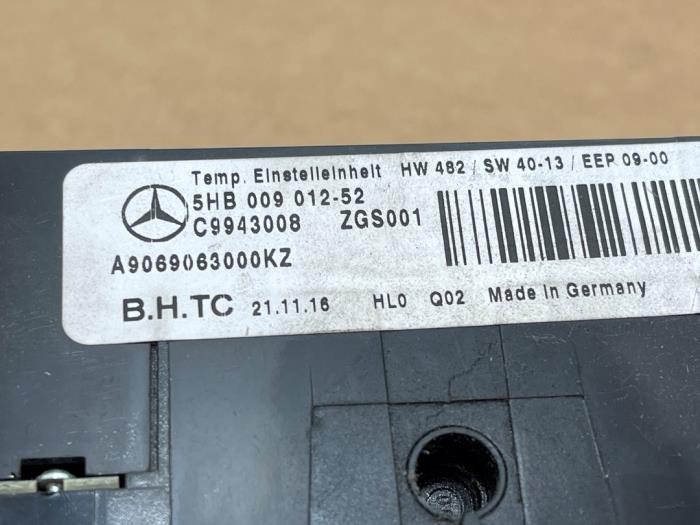 Temp. Einstelleinheit HW 482 / SW 40-13 / EEP 09-00
5HB 009 012-52
C9943008 ZGS001
A9069063000KZ
B.H.TC 21.11.16 HL0 Q02 Made in Germany